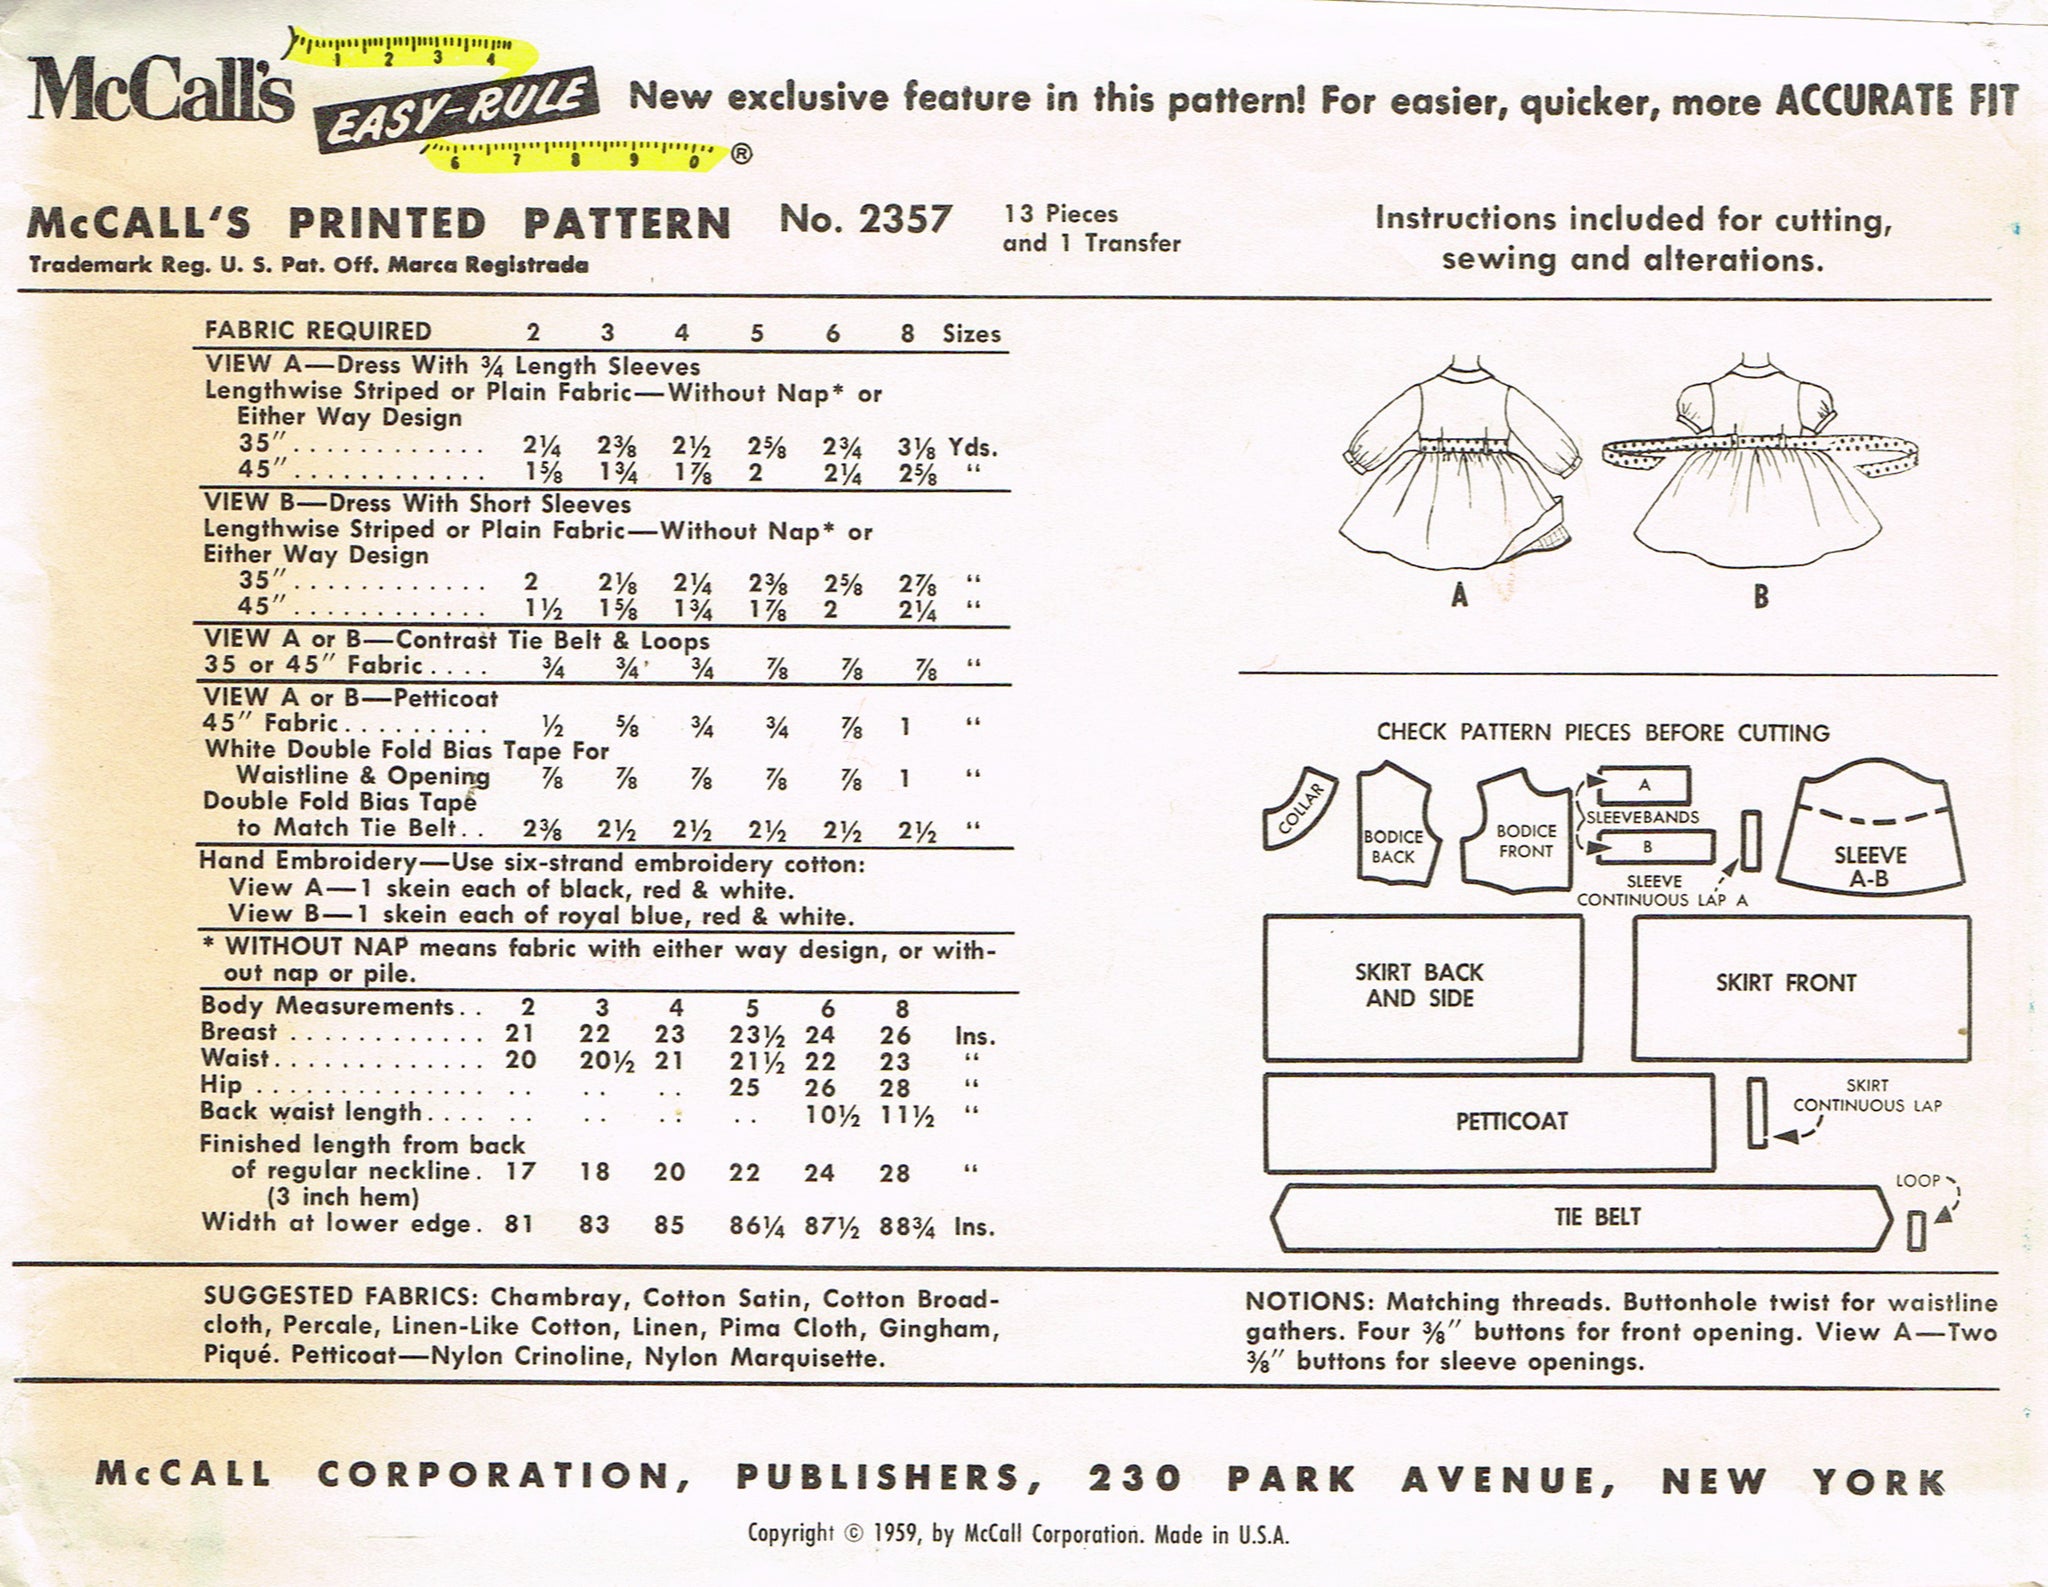 1 2 3 4
McCall's EASY-RULE New exclusive feature in this pattern! For easier, quicker, more ACCURATE FIT
6 7 8 9 0 ®
McCALL'S PRINTED PATTERN No. 2357 13 Pieces
and 1 Transfer
Trademark Reg. U. S. Pat. Off. Marca Registrada
Instructions included for cutting,
sewing and alterations.
FABRIC REQUIRED 2 3 4 5 6 8 Sizes
VIEW A—Dress With ¾ Length Sleeves
Lengthwise Striped or Plain Fabric—Without Nap* or
Either Way Design
35″ ............ 2¼ 2⅜ 2½ 2⅝ 2¾ 3⅛ Yds.
45″ ............ 1⅝ 1¾ 1⅞ 2 2¼ 2⅝ "
VIEW B—Dress With Short Sleeves
Lengthwise Striped or Plain Fabric—Without Nap* or
Either Way Design
35″ ............ 2 2⅛ 2¼ 2⅜ 2⅝ 2⅞ "
45″ ............ 1½ 1⅝ 1¾ 1⅞ 2 2¼ "
VIEW A or B—Contrast Tie Belt & Loops
35 or 45″ Fabric .... ¾ ¾ ¾ ⅞ ⅞ ⅞ "
VIEW A or B—Petticoat
45″ Fabric ......... ½ ⅝ ¾ ¾ ⅞ 1 "
White Double Fold Bias Tape For
Waistline & Opening ⅞ ⅞ ⅞ ⅞ ⅞ 1 "
Double Fold Bias Tape
to Match Tie Belt .. 2⅜ 2½ 2½ 2½ 2½ 2½ "
Hand Embroidery—Use six-strand embroidery cotton:
View A—1 skein each of black, red & white.
View B—1 skein each of royal blue, red & white.
* WITHOUT NAP means fabric with either way design, or with-
out nap or pile.
Body Measurements .. 2 3 4 5 6 8
Breast ............ 21 22 23 23½ 24 26 Ins.
Waist ............. 20 20½ 21 21½ 22 23 "
Hip .............. .. .. .. 25 26 28 "
Back waist length .... .. .. .. .. 10½ 11½ "
Finished length from back
of regular neckline . 17 18 20 22 24 28 "
(3 inch hem)
Width at lower edge . 81 83 85 86¼ 87½ 88¾ Ins.
A B
CHECK PATTERN PIECES BEFORE CUTTING
COLLAR
BODICE
BACK
BODICE
FRONT
A
SLEEVEBANDS
B
SLEEVE
CONTINUOUS LAP A
SLEEVE
A-B
SKIRT BACK
AND SIDE
SKIRT FRONT
PETTICOAT
SKIRT
CONTINUOUS LAP
TIE BELT
LOOP
SUGGESTED FABRICS: Chambray, Cotton Satin, Cotton Broad-
cloth, Percale, Linen-Like Cotton, Linen, Pima Cloth, Gingham,
Piqué. Petticoat—Nylon Crinoline, Nylon Marquisette.
NOTIONS: Matching threads. Buttonhole twist for waistline
gathers. Four ⅜″ buttons for front opening. View A—Two
⅜″ buttons for sleeve openings.
McCALL CORPORATION, PUBLISHERS, 230 PARK AVENUE, NEW YORK
Copyright © 1959, by McCall Corporation. Made in U.S.A.